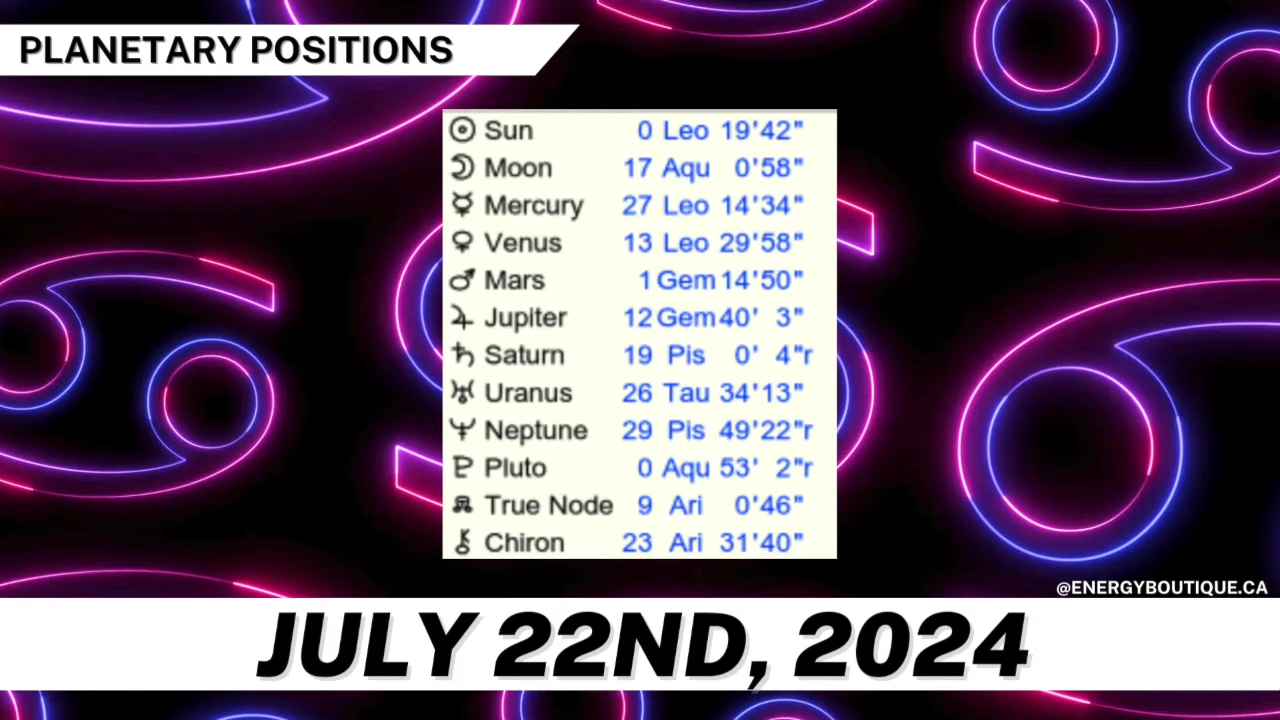 PLANETARY POSITIONS
Sun 0 Leo 19'42"
Moon 17 Aqu 0'58"
Mercury 27 Leo 14'34"
Venus 13 Leo 29'58"
Mars 1 Gem 14'50"
Jupiter 12 Gem 40' 3"
Saturn 19 Pis 0' 4"r
Uranus 26 Tau 34'13"
Neptune 29 Pis 49'22"r
Pluto 0 Aqu 53' 2"r
True Node 9 Ari 0'46"
Chiron 23 Ari 31'40"
@ENERGYBOUTIQUE.CA
JULY 22ND, 2024